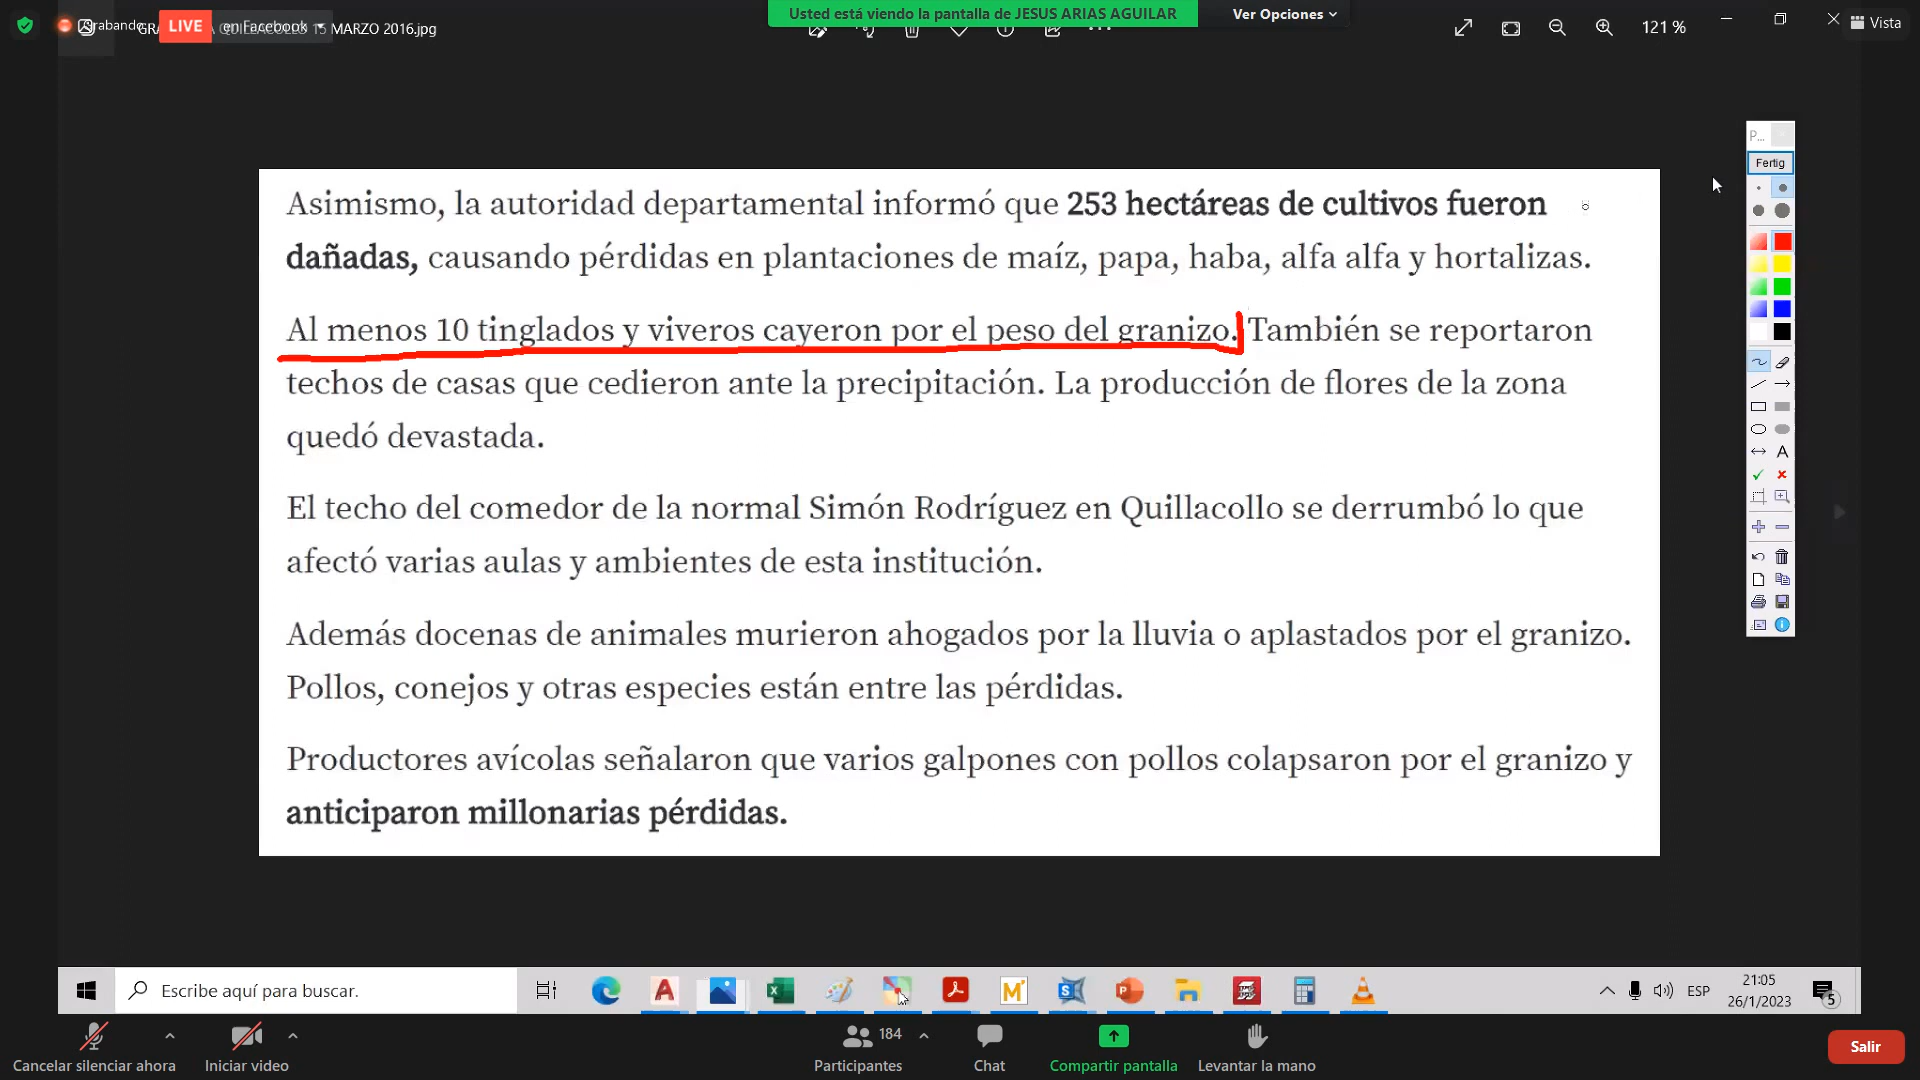 Grabando
LIVE
en Facebook
15 MARZO 2016.jpg
Usted está viendo la pantalla de JESUS ARIAS AGUILAR
Ver Opciones
121 %
Vista
P...
Fertig
A
Asimismo, la autoridad departamental informó que 253 hectáreas de cultivos fueron
dañadas, causando pérdidas en plantaciones de maíz, papa, haba, alfa alfa y hortalizas.
Al menos 10 tinglados y viveros cayeron por el peso del granizo. También se reportaron
techos de casas que cedieron ante la precipitación. La producción de flores de la zona
quedó devastada.
El techo del comedor de la normal Simón Rodríguez en Quillacollo se derrumbó lo que
afectó varias aulas y ambientes de esta institución.
Además docenas de animales murieron ahogados por la lluvia o aplastados por el granizo.
Pollos, conejos y otras especies están entre las pérdidas.
Productores avícolas señalaron que varios galpones con pollos colapsaron por el granizo y
anticiparon millonarias pérdidas.
Escribe aquí para buscar.
ESP
21:05
26/1/2023
5
Cancelar silenciar ahora
Iniciar video
184
Participantes
Chat
Compartir pantalla
Levantar la mano
Salir